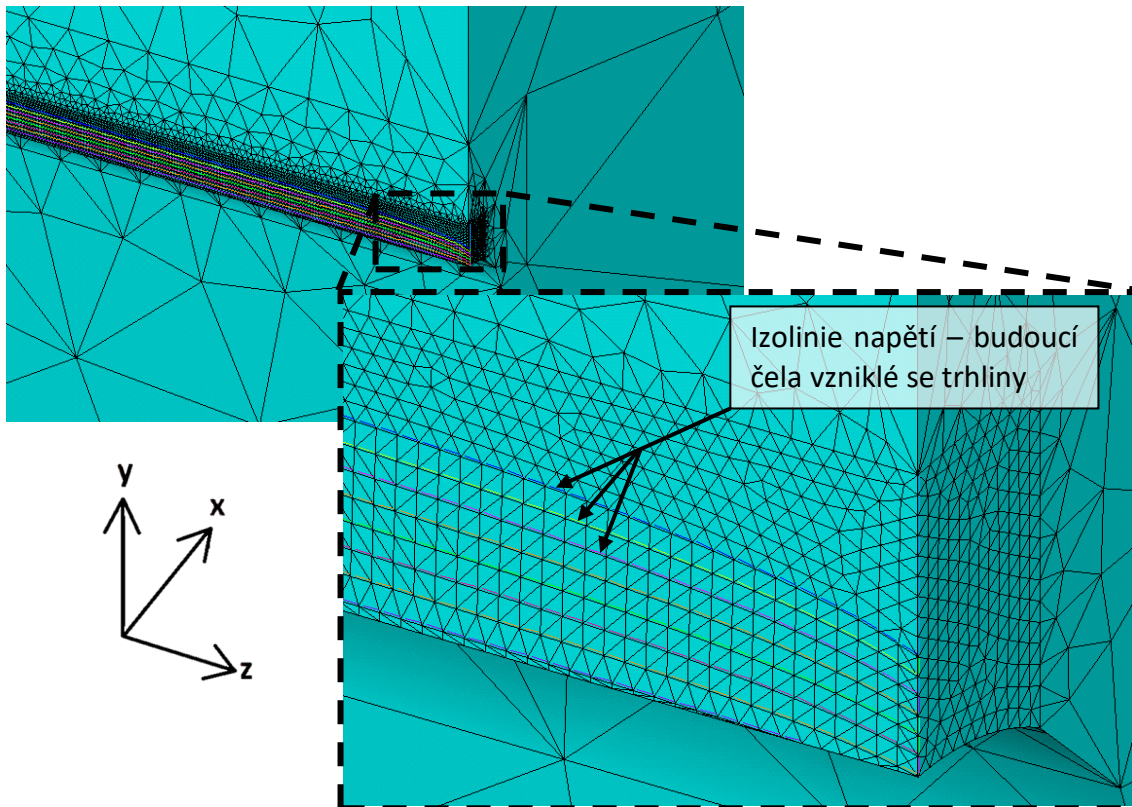 Izolinie napětí – budoucí
čela vzniklé se trhliny
y
x
z